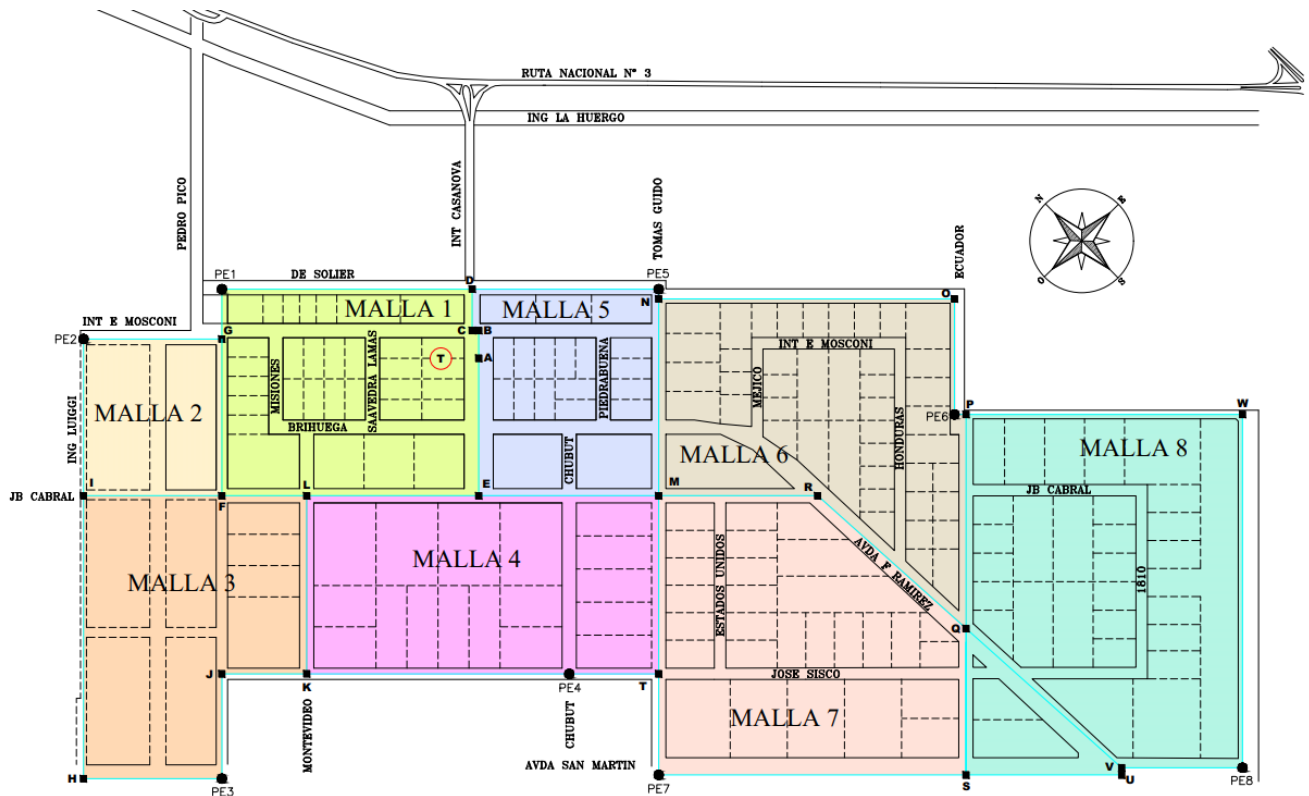 RUTA NACIONAL N° 3
ING LA HUERGO
PEDRO PICO
INT CASANOVA
TOMAS GUIDO
ECUADOR
N
E
O
S
PE1
DE SOLIER
D
PE5
N
O
MALLA 1
MALLA 5
INT E MOSCONI
PE2
G
C
B
A
T
MISIONES
SAAVEDRA LAMAS
PIEDRABUENA
INT E MOSCONI
MEJICO
HONDURAS
PE6
P
W
MALLA 2
ING LUIGGI
BRIHUEGA
CHUBUT
MALLA 6
MALLA 8
I
JB CABRAL
F
L
E
M
R
JB CABRAL
MALLA 3
MALLA 4
ESTADOS UNIDOS
AVDA F RAMIREZ
1810
Q
J
K
PE4
T
JOSE SISCO
MONTEVIDEO
CHUBUT
MALLA 7
AVDA SAN MARTIN
H
PE3
PE7
S
V
U
PE8